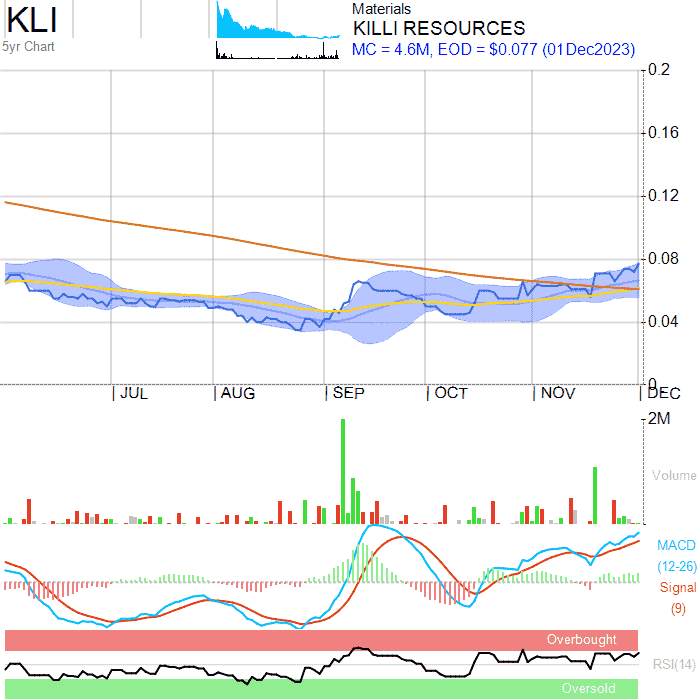 KLI
5yr Chart
Materials
KILLI RESOURCES
MC = 4.6M, EOD = $0.077 (01Dec2023)
0.2
0.16
0.12
0.08
0.04
0
JUL
AUG
SEP
OCT
NOV
DEC
2M
Volume
MACD
(12-26)
Signal
(9)
Overbought
RSI(14)
Oversold